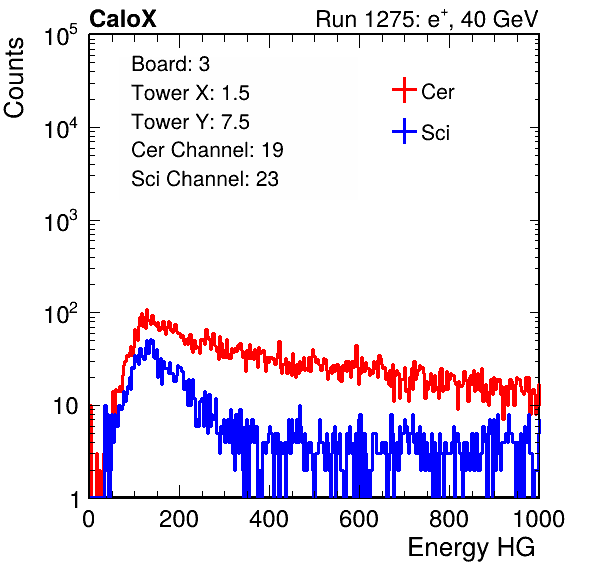 CaloX Run 1275: e⁺, 40 GeV
Counts
Board: 3
Tower X: 1.5
Tower Y: 7.5
Cer Channel: 19
Sci Channel: 23
Cer
Sci
10⁵
10⁴
10³
10²
10
1
0 200 400 600 800 1000
Energy HG